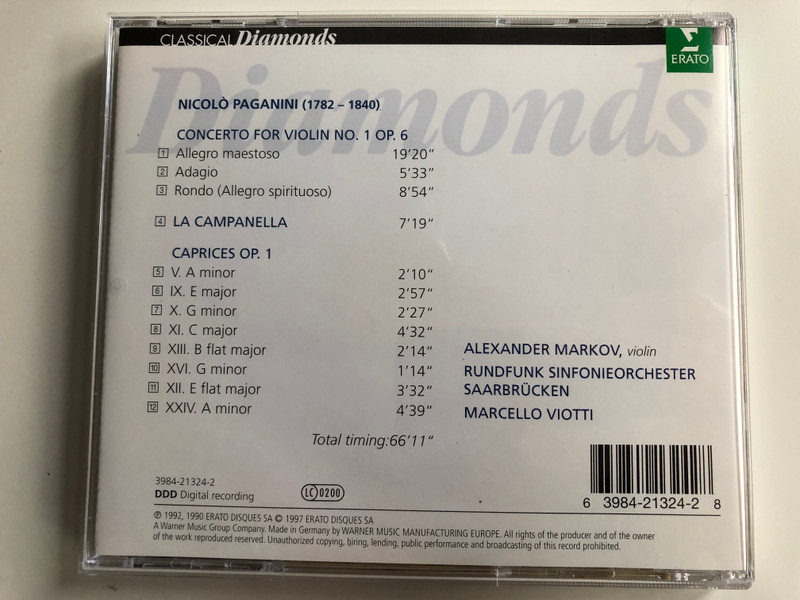 CLASSICAL Diamonds
ERATO
Diamonds
NICOLÒ PAGANINI (1782 – 1840)
CONCERTO FOR VIOLIN NO. 1 OP. 6
1 Allegro maestoso 19'20"
2 Adagio 5'33"
3 Rondo (Allegro spirituoso) 8'54"
4 LA CAMPANELLA 7'19"
CAPRICES OP. 1
5 V. A minor 2'10"
6 IX. E major 2'57"
7 X. G minor 2'27"
8 XI. C major 4'32"
9 XIII. B flat major 2'14"
10 XVI. G minor 1'14"
11 XII. E flat major 3'32"
12 XXIV. A minor 4'39"
Total timing:66'11"
ALEXANDER MARKOV, violin
RUNDFUNK SINFONIEORCHESTER
SAARBRÜCKEN
MARCELLO VIOTTI
3984-21324-2
DDD Digital recording
LC 0200
6 3984-21324-2 8
℗ 1992, 1990 ERATO DISQUES SA © 1997 ERATO DISQUES SA
A Warner Music Group Company. Made in Germany by WARNER MUSIC MANUFACTURING EUROPE. All rights of the producer and of the owner
of the work reproduced reserved. Unauthorized copying, hiring, lending, public performance and broadcasting of this record prohibited.